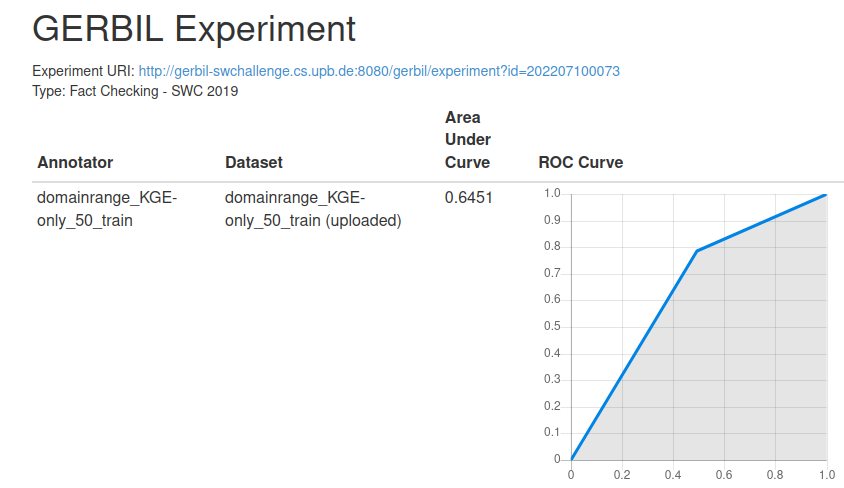 GERBIL Experiment
Experiment URI: http://gerbil-swchallenge.cs.upb.de:8080/gerbil/experiment?id=202207100073
Type: Fact Checking - SWC 2019
Annotator
Dataset
Area
Under
Curve
ROC Curve
domainrange_KGE-
only_50_train
domainrange_KGE-
only_50_train (uploaded)
0.6451
1.0
0.9
0.8
0.7
0.6
0.5
0.4
0.3
0.2
0.1
0
0 0.2 0.4 0.6 0.8 1.0